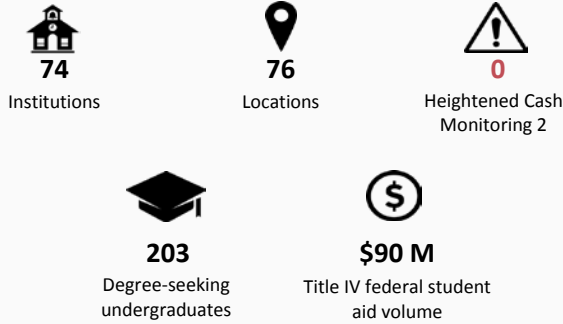 74
Institutions
76
Locations
0
Heightened Cash
Monitoring 2
203
Degree-seeking
undergraduates
$90 M
Title IV federal student
aid volume